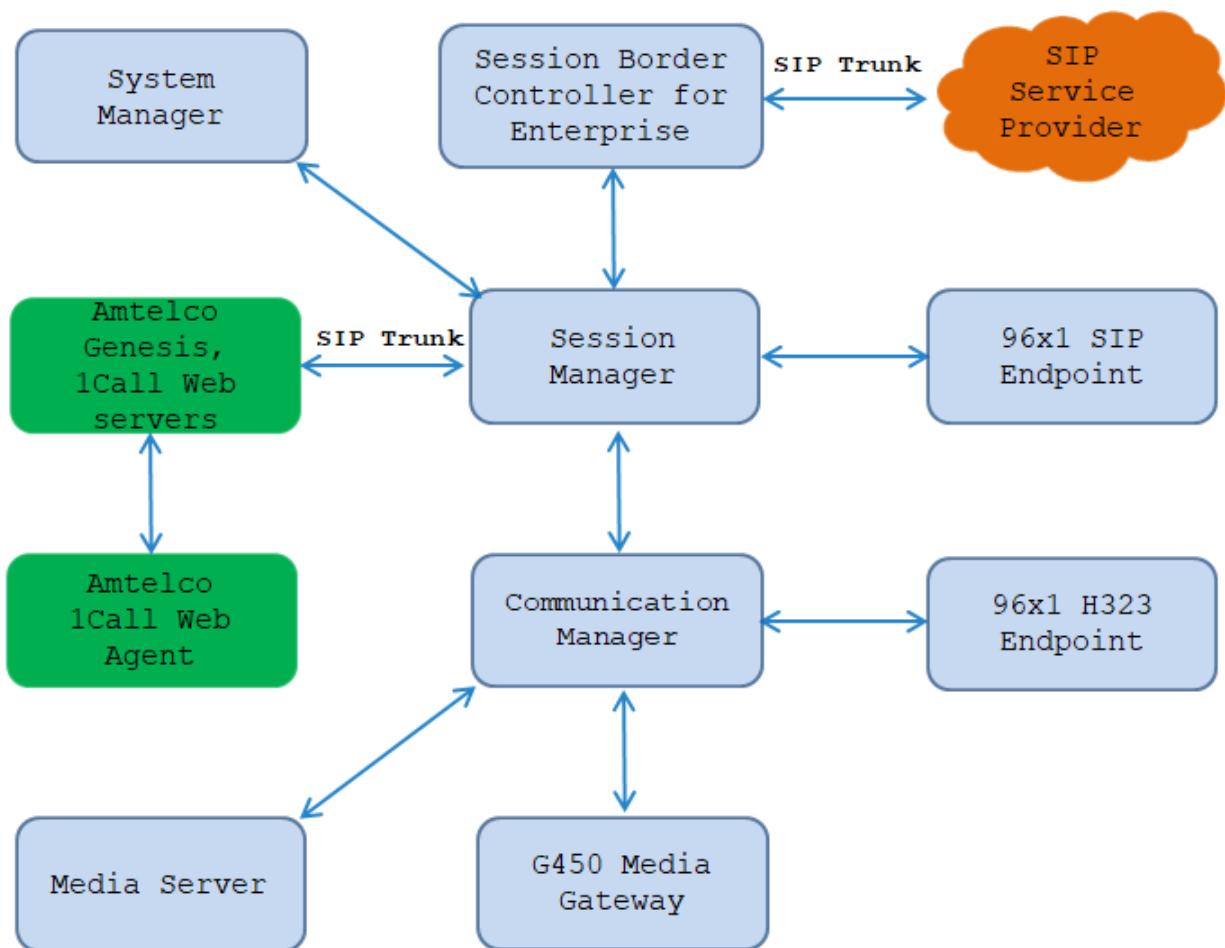 System
Manager
Session Border
Controller for
Enterprise
SIP Trunk
SIP
Service
Provider
Amtelco
Genesis,
1Call Web
servers
SIP Trunk
Session
Manager
96x1 SIP
Endpoint
Amtelco
1Call Web
Agent
Communication
Manager
96x1 H323
Endpoint
Media Server
G450 Media
Gateway